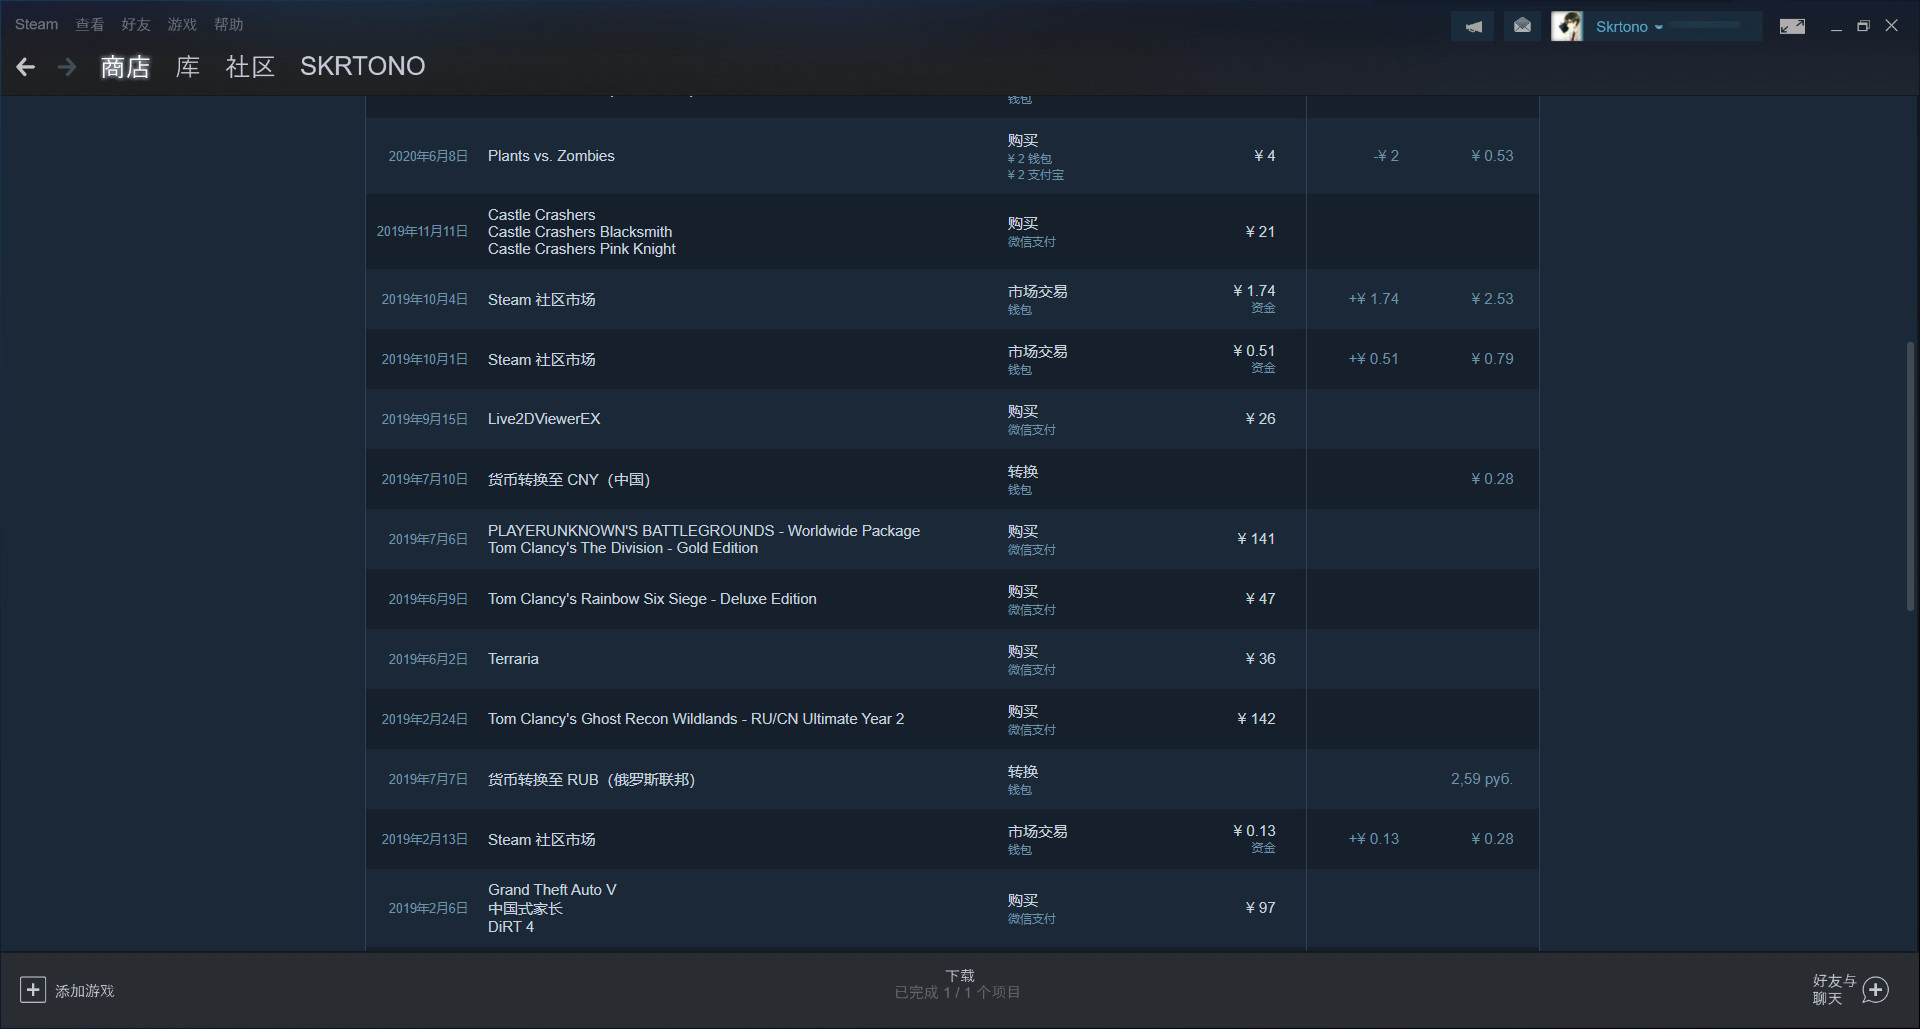 Steam 查看 好友 游戏 帮助
Skrtono
商店 库 社区 SKRTONO
钱包
2020年6月8日 Plants vs. Zombies 购买 ¥ 4 -¥ 2 ¥ 0.53
¥ 2 钱包
¥ 2 支付宝
Castle Crashers
2019年11月11日 Castle Crashers Blacksmith 购买 ¥ 21
Castle Crashers Pink Knight 微信支付
2019年10月4日 Steam 社区市场 市场交易 ¥ 1.74 +¥ 1.74 ¥ 2.53
钱包 资金
2019年10月1日 Steam 社区市场 市场交易 ¥ 0.51 +¥ 0.51 ¥ 0.79
钱包 资金
2019年9月15日 Live2DViewerEX 购买 ¥ 26
微信支付
2019年7月10日 货币转换至 CNY（中国） 转换 ¥ 0.28
钱包
2019年7月6日 PLAYERUNKNOWN'S BATTLEGROUNDS - Worldwide Package 购买 ¥ 141
Tom Clancy's The Division - Gold Edition 微信支付
2019年6月9日 Tom Clancy's Rainbow Six Siege - Deluxe Edition 购买 ¥ 47
微信支付
2019年6月2日 Terraria 购买 ¥ 36
微信支付
2019年2月24日 Tom Clancy's Ghost Recon Wildlands - RU/CN Ultimate Year 2 购买 ¥ 142
微信支付
2019年7月7日 货币转换至 RUB（俄罗斯联邦） 转换 2,59 pуб.
钱包
2019年2月13日 Steam 社区市场 市场交易 ¥ 0.13 +¥ 0.13 ¥ 0.28
钱包 资金
Grand Theft Auto V
2019年2月6日 中国式家长 购买 ¥ 97
DiRT 4 微信支付
添加游戏
下载
已完成 1 / 1 个项目
好友与
聊天